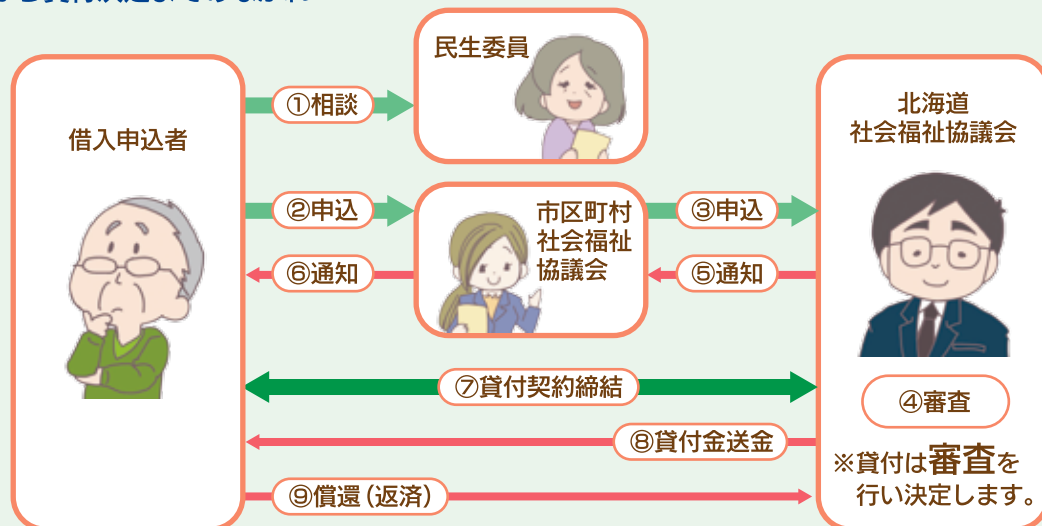 民生委員
借入申込者
北海道
社会福祉協議会
①相談
②申込
市区町村
社会福祉
協議会
③申込
⑥通知
⑤通知
⑦貸付契約締結
④審査
⑧貸付金送金
※貸付は審査を
行い決定します。
⑨償還(返済)